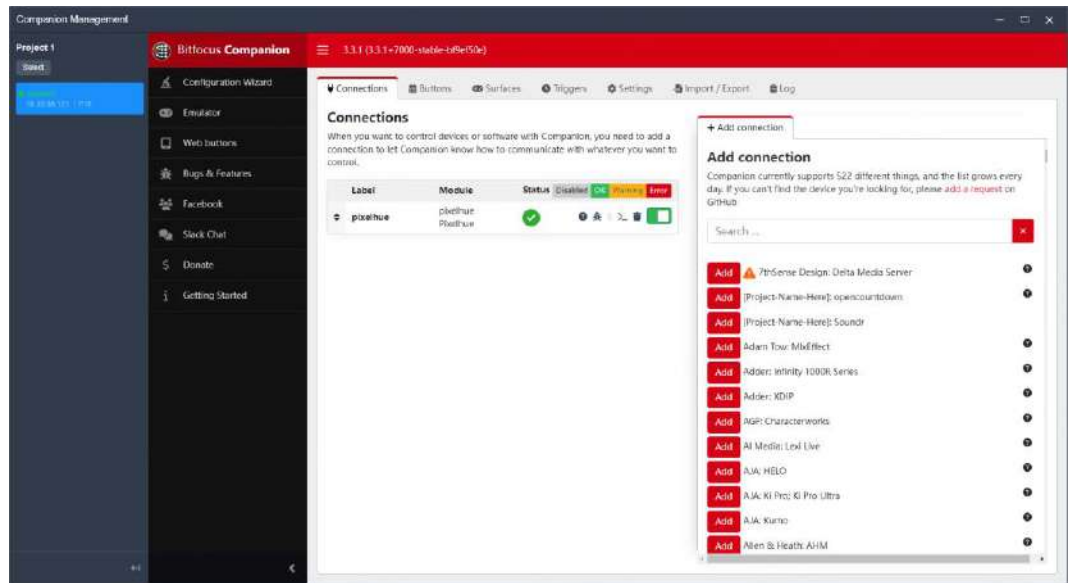 Companion Management
Project 1
Bitfocus Companion
3.3.1 (3.3.1+7000-stable-bf9ef50e)
Configuration Wizard
Emulator
Web buttons
Bugs & Features
Facebook
Slack Chat
Donate
Getting Started
Connections
Buttons
Surfaces
Triggers
Settings
Import / Export
Log
Connections
When you want to control devices or software with Companion, you need to add a
connection to let Companion know how to communicate with whatever you want to
control.
Label Module Status Disabled OK Warning Error
pixelhue pixelhue
Pixelhue
+ Add connection
Add connection
Companion currently supports 522 different things, and the list grows every
day. If you can't find the device you're looking for, please add a request on
GitHub
Search ...
Add 7thSense Design: Delta Media Server
Add [Project-Name-Here]: opencountdown
Add [Project-Name-Here]: Soundr
Add Adam Tow: MIxEffect
Add Adder: Infinity 1000R Series
Add Adder: XDIP
Add AGF: Characterworks
Add AI Media: Lexi Live
Add AJA: HELO
Add AJA: Ki Pro; Ki Pro Ultra
Add AJA: Kumo
Add Allen & Heath: AHM